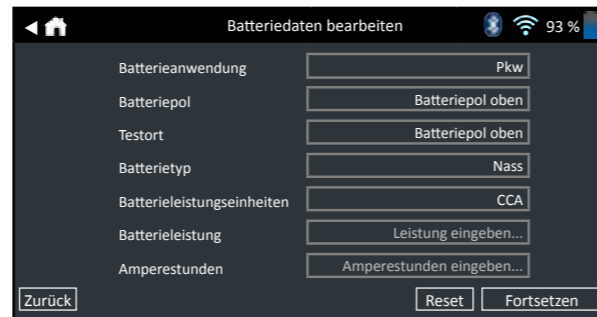 Batteriedaten bearbeiten 93 %
Batterieanwendung Pkw
Batteriepol Batteriepol oben
Testort Batteriepol oben
Batterietyp Nass
Batterieleistungseinheiten CCA
Batterieleistung Leistung eingeben...
Amperestunden Amperestunden eingeben...
Zurück Reset Fortsetzen